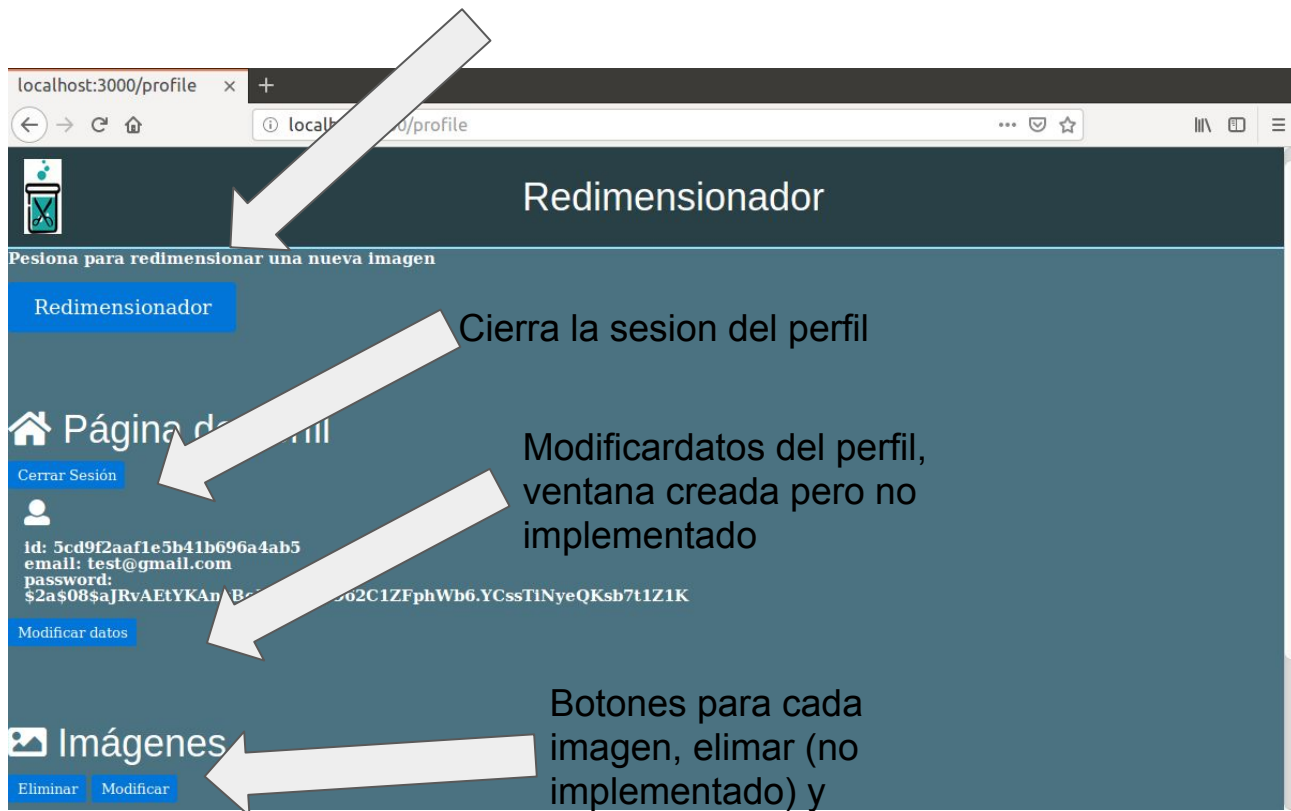 localhost:3000/profile
localhost:3000/profile
Redimensionador
Pesiona para redimensionar una nueva imagen
Redimensionador
Cierra la sesion del perfil
Página de perfil
Cerrar Sesión
Modificardatos del perfil,
ventana creada pero no
implementado
id: 5cd9f2aaf1e5b41b696a4ab5
email: test@gmail.com
password:
Modificar datos
Botones para cada
imagen, elimar (no
implementado) y
Imágenes
Eliminar Modificar